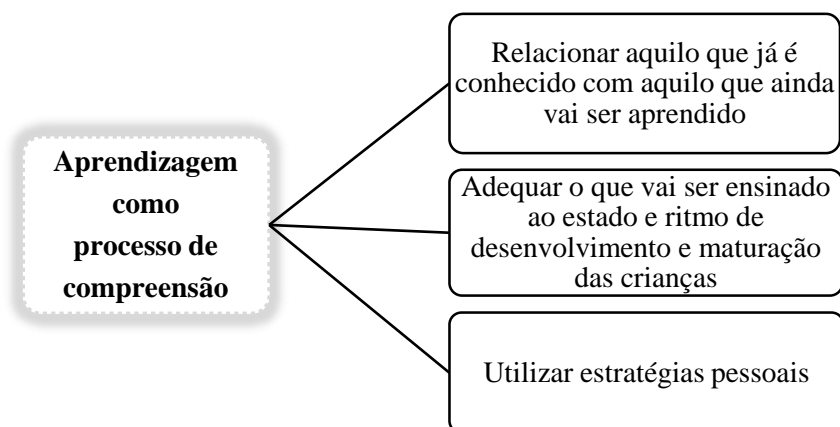 Aprendizagem
como
processo de
compreensão
Relacionar aquilo que já é
conhecido com aquilo que ainda
vai ser aprendido
Adequar o que vai ser ensinado
ao estado e ritmo de
desenvolvimento e maturação
das crianças
Utilizar estratégias pessoais